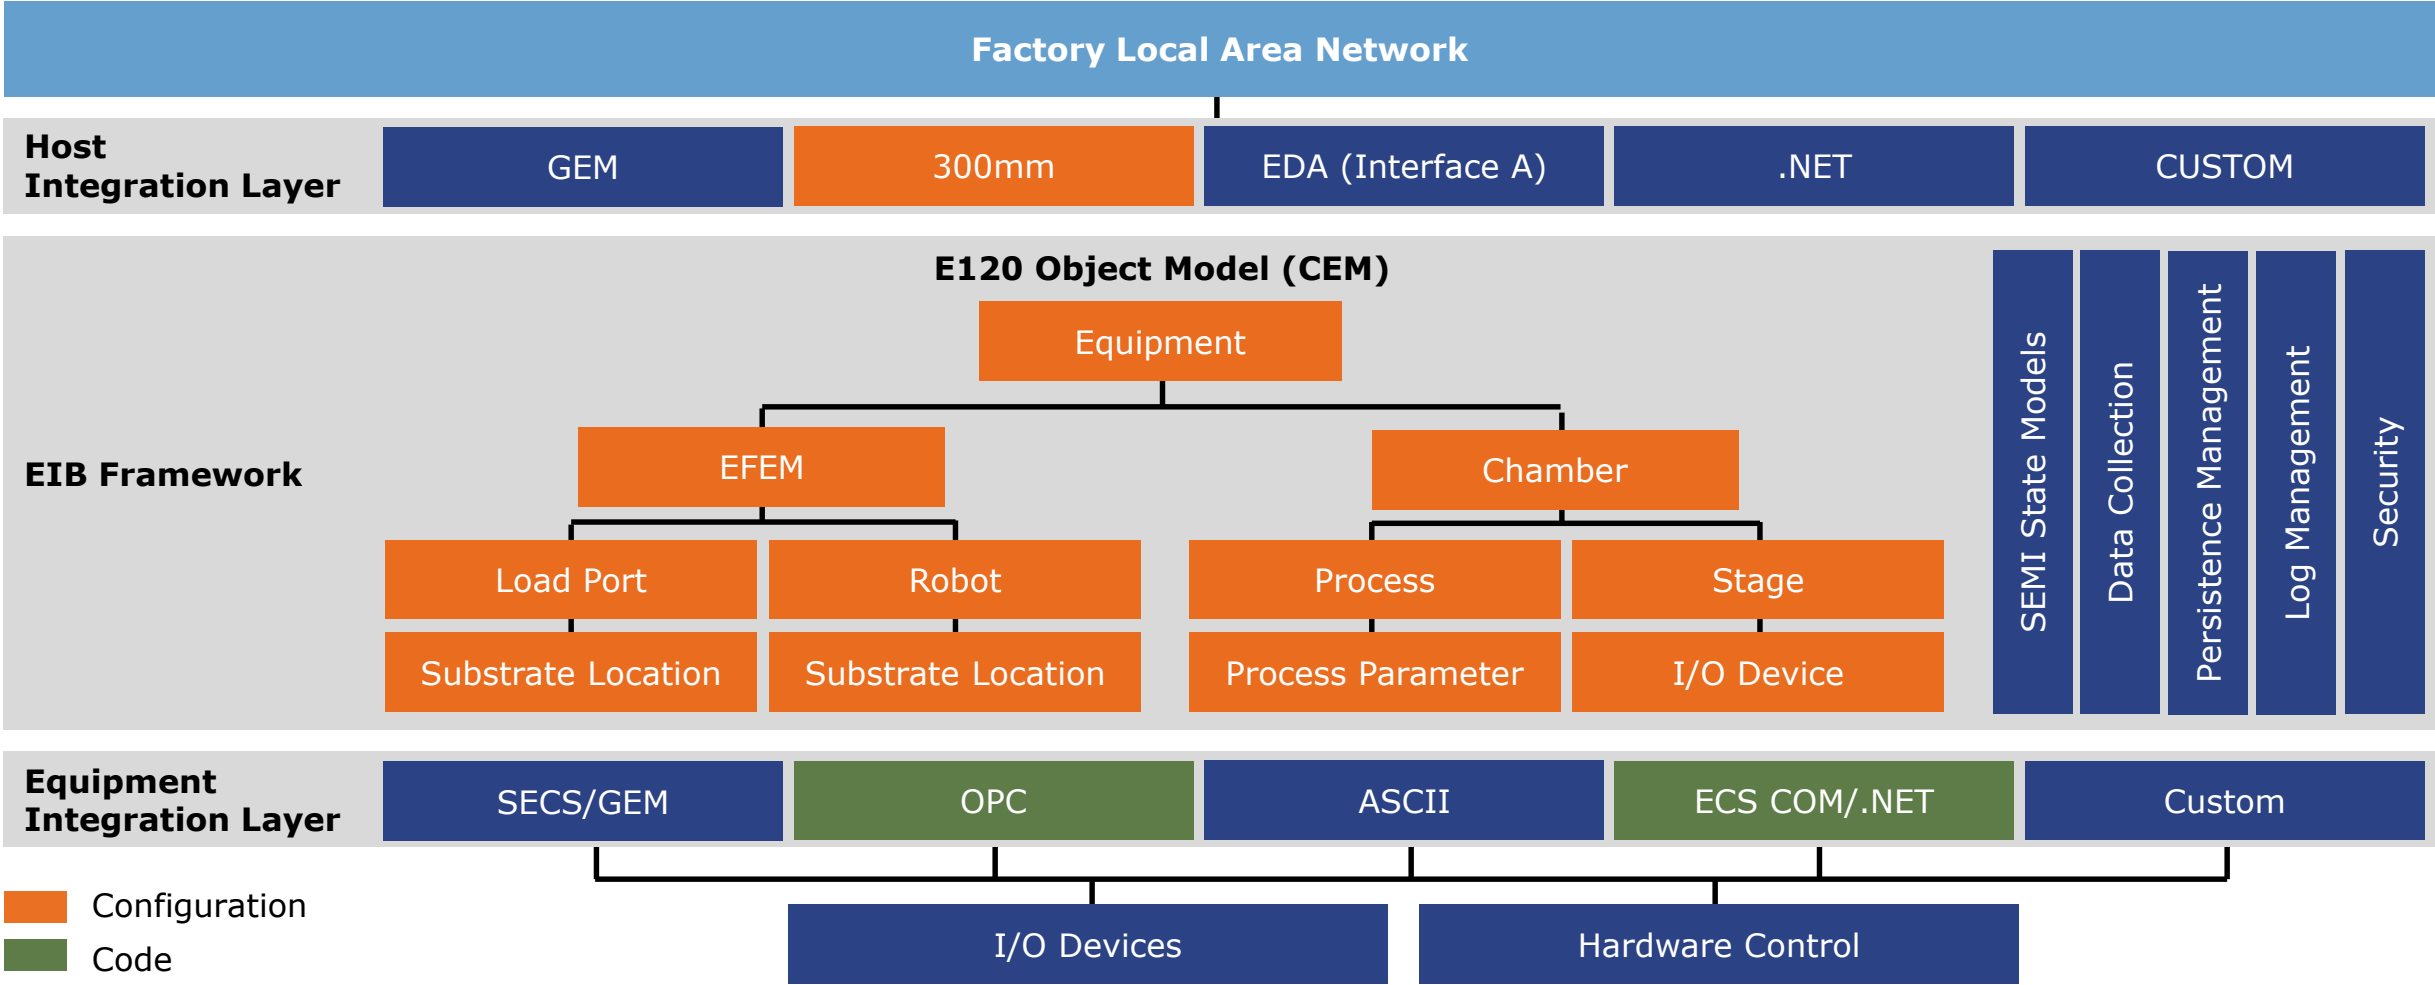 Factory Local Area Network
Host
Integration Layer
GEM
300mm
EDA (Interface A)
.NET
CUSTOM
E120 Object Model (CEM)
Equipment
EIB Framework
EFEM
Chamber
Load Port
Robot
Process
Stage
Substrate Location
Substrate Location
Process Parameter
I/O Device
SEMI State Models
Data Collection
Persistence Management
Log Management
Security
Equipment
Integration Layer
SECS/GEM
OPC
ASCII
ECS COM/.NET
Custom
Configuration
Code
I/O Devices
Hardware Control